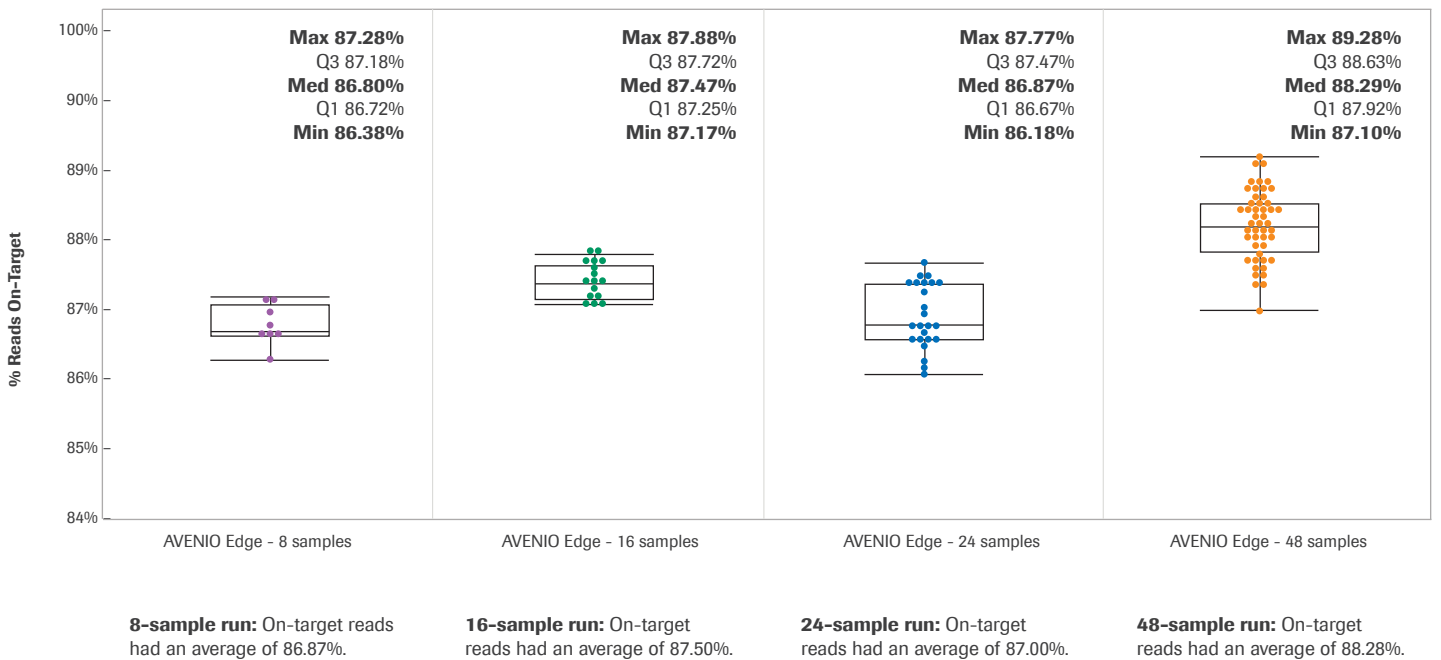 % Reads On-Target
100%
90%
89%
88%
87%
86%
85%
84%
Max 87.28%
Q3 87.18%
Med 86.80%
Q1 86.72%
Min 86.38%
Max 87.88%
Q3 87.72%
Med 87.47%
Q1 87.25%
Min 87.17%
Max 87.77%
Q3 87.47%
Med 86.87%
Q1 86.67%
Min 86.18%
Max 89.28%
Q3 88.63%
Med 88.29%
Q1 87.92%
Min 87.10%
AVENIO Edge - 8 samples
AVENIO Edge - 16 samples
AVENIO Edge - 24 samples
AVENIO Edge - 48 samples
8-sample run: On-target reads
had an average of 86.87%.
16-sample run: On-target
reads had an average of 87.50%.
24-sample run: On-target
reads had an average of 87.00%.
48-sample run: On-target
reads had an average of 88.28%.